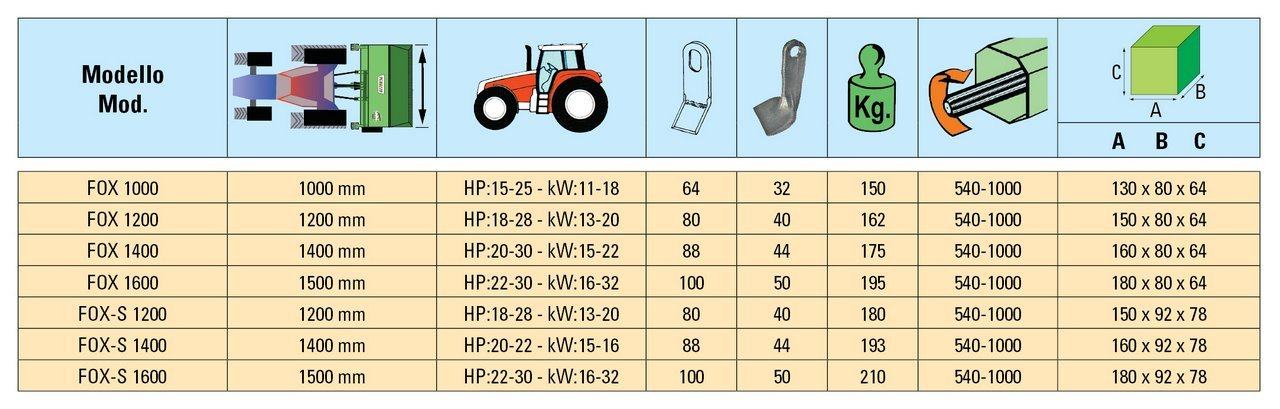 Modello
Mod.
Kg.
C
B
A
A B C
FOX 1000 1000 mm HP:15-25 - kW:11-18 64 32 150 540-1000 130 x 80 x 64
FOX 1200 1200 mm HP:18-28 - kW:13-20 80 40 162 540-1000 150 x 80 x 64
FOX 1400 1400 mm HP:20-30 - kW:15-22 88 44 175 540-1000 160 x 80 x 64
FOX 1600 1500 mm HP:22-30 - kW:16-32 100 50 195 540-1000 180 x 80 x 64
FOX-S 1200 1200 mm HP:18-28 - kW:13-20 80 40 180 540-1000 150 x 92 x 78
FOX-S 1400 1400 mm HP:20-22 - kW:15-16 88 44 193 540-1000 160 x 92 x 78
FOX-S 1600 1500 mm HP:22-30 - kW:16-32 100 50 210 540-1000 180 x 92 x 78